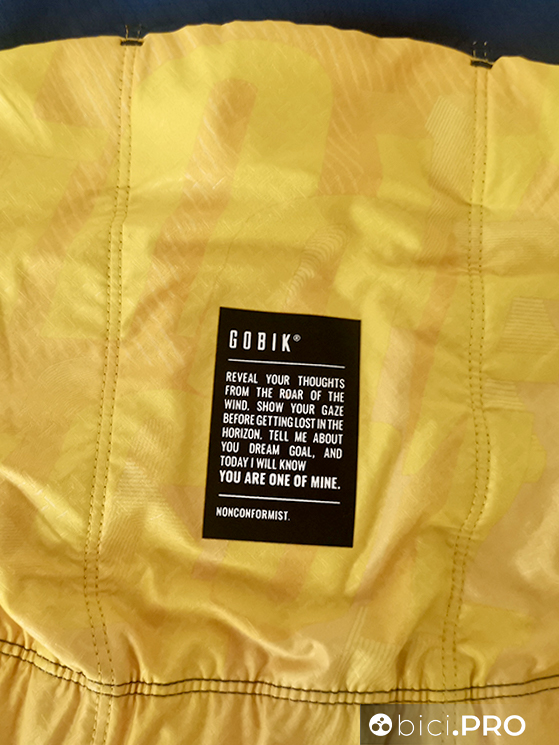 GOBIK®
REVEAL YOUR THOUGHTS
FROM THE ROAR OF THE
WIND. SHOW YOUR GAZE
BEFORE GETTING LOST IN THE
HORIZON. TELL ME ABOUT
YOU DREAM GOAL, AND
TODAY I WILL KNOW
YOU ARE ONE OF MINE.
NONCONFORMIST.
bici.PRO